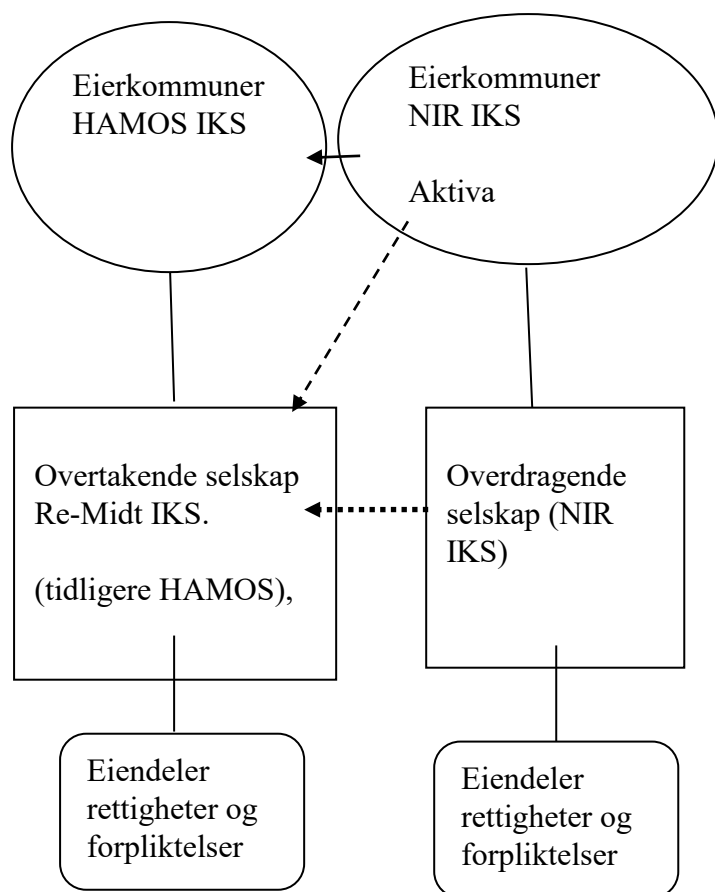 Eierkommuner
HAMOS IKS
Eierkommuner
NIR IKS
Aktiva
Overtakende selskap
Re-Midt IKS.
(tidligere HAMOS),
Overdragende
selskap (NIR
IKS)
Eiendeler
rettigheter og
forpliktelser
Eiendeler
rettigheter og
forpliktelser